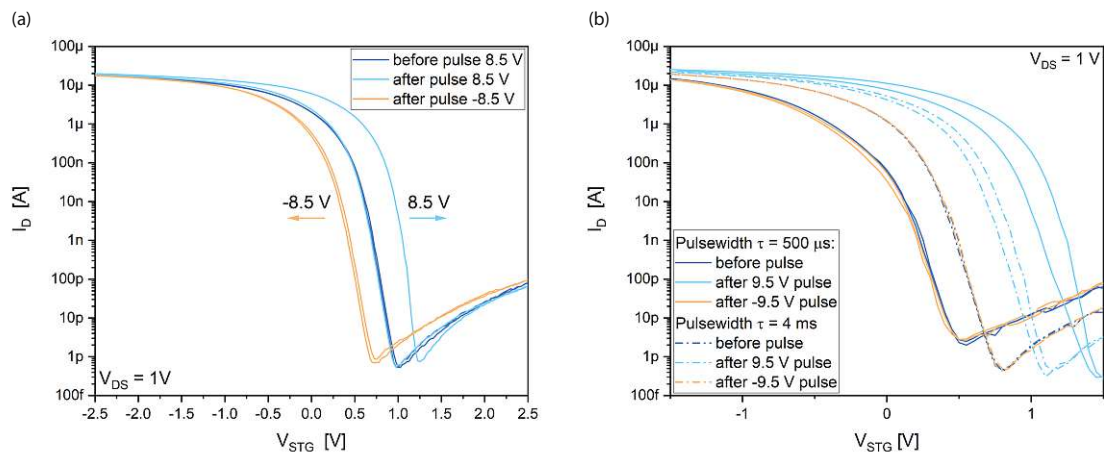 (a)
100µ
10µ
1µ
100n
10n
1n
100p
10p
1p
100f
I_D [A]
before pulse 8.5 V
after pulse 8.5 V
after pulse -8.5 V
-8.5 V
8.5 V
V_DS = 1V
-2.5 -2.0 -1.5 -1.0 -0.5 0.0 0.5 1.0 1.5 2.0 2.5
V_STG [V]
(b)
100µ
10µ
1µ
100n
10n
1n
100p
10p
1p
100f
I_D [A]
V_DS = 1 V
Pulsewidth τ = 500 µs:
before pulse
after 9.5 V pulse
after -9.5 V pulse
Pulsewidth τ = 4 ms
before pulse
after 9.5 V pulse
after -9.5 V pulse
-1 0 1
V_STG [V]